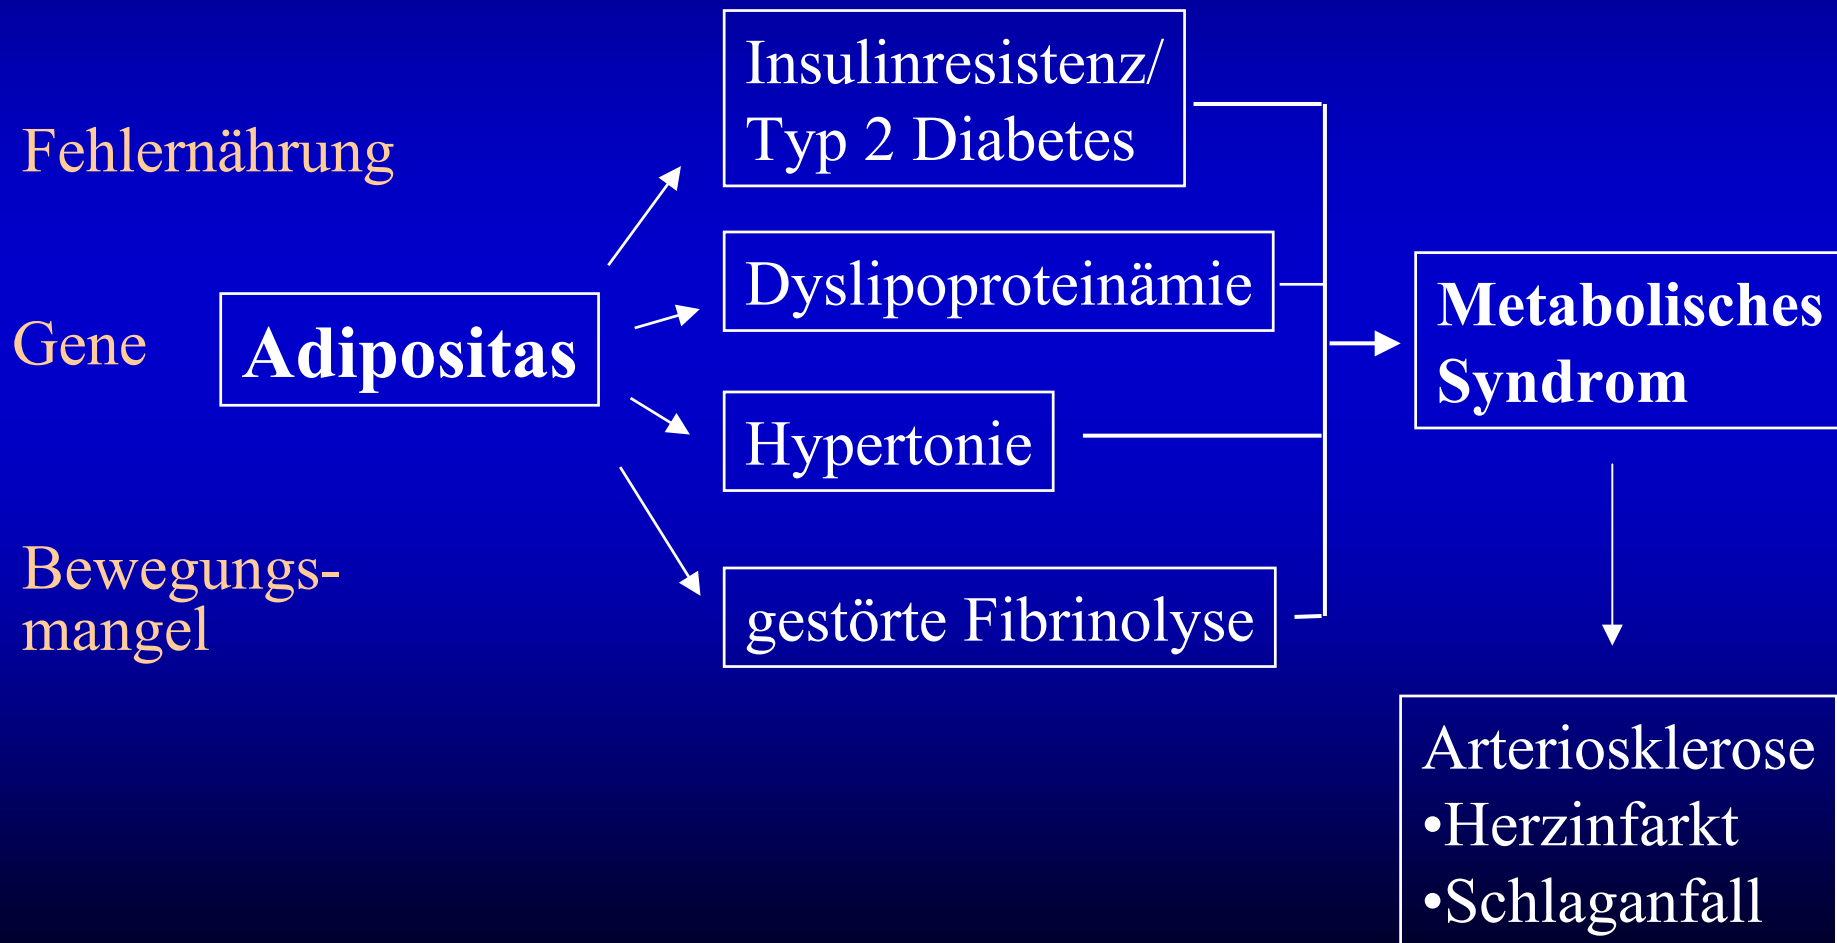 Fehlernährung
Gene
Bewegungs-
mangel
Adipositas
Insulinresistenz/
Typ 2 Diabetes
Dyslipoproteinämie
Hypertonie
gestörte Fibrinolyse
Metabolisches
Syndrom
Arteriosklerose
•Herzinfarkt
•Schlaganfall